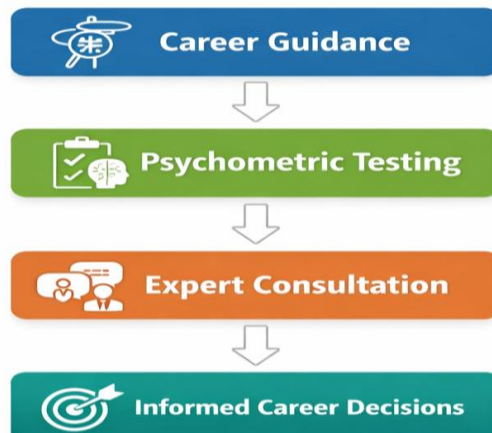 Career Guidance
Psychometric Testing
Expert Consultation
Informed Career Decisions